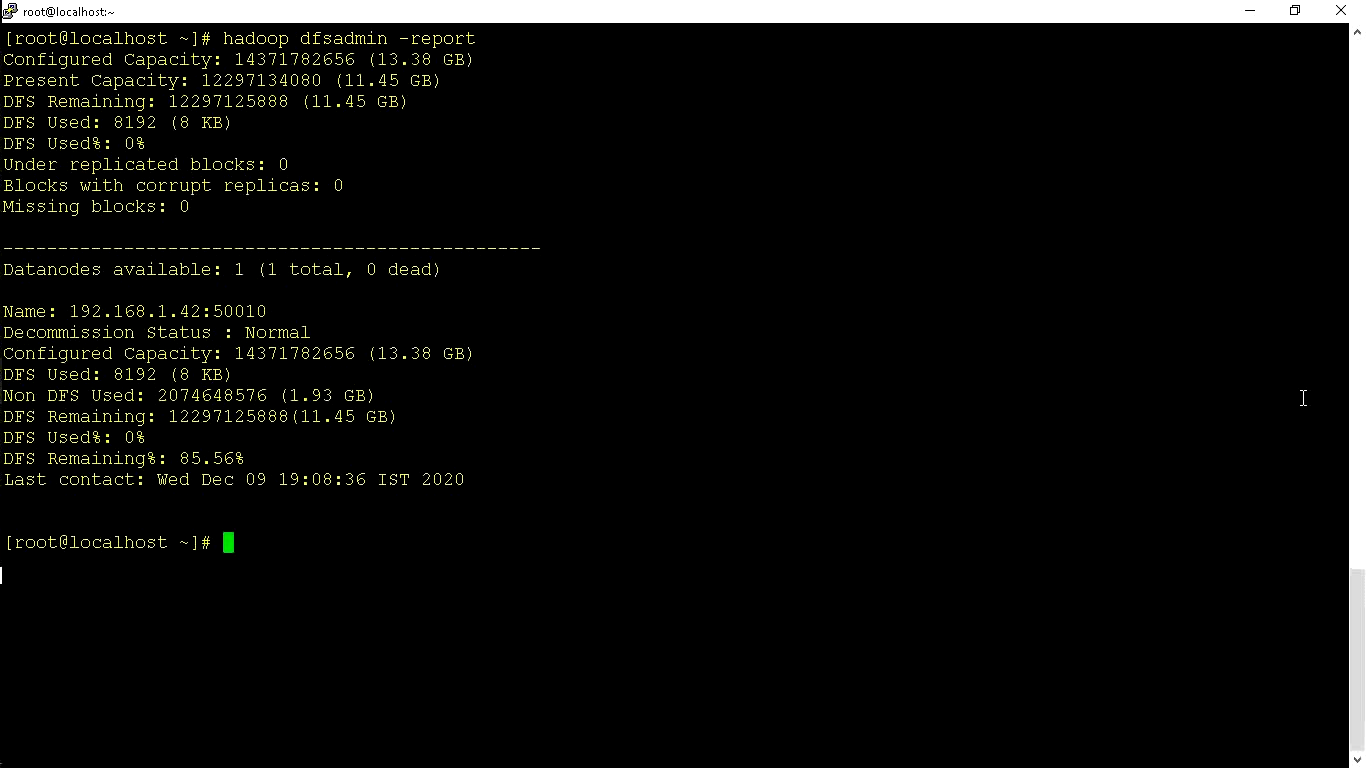 root@localhost:~
[root@localhost ~]# hadoop dfsadmin -report
Configured Capacity: 14371782656 (13.38 GB)
Present Capacity: 12297134080 (11.45 GB)
DFS Remaining: 12297125888 (11.45 GB)
DFS Used: 8192 (8 KB)
DFS Used%: 0%
Under replicated blocks: 0
Blocks with corrupt replicas: 0
Missing blocks: 0
-------------------------------------------------
Datanodes available: 1 (1 total, 0 dead)
Name: 192.168.1.42:50010
Decommission Status : Normal
Configured Capacity: 14371782656 (13.38 GB)
DFS Used: 8192 (8 KB)
Non DFS Used: 2074648576 (1.93 GB)
DFS Remaining: 12297125888(11.45 GB)
DFS Used%: 0%
DFS Remaining%: 85.56%
Last contact: Wed Dec 09 19:08:36 IST 2020
[root@localhost ~]#